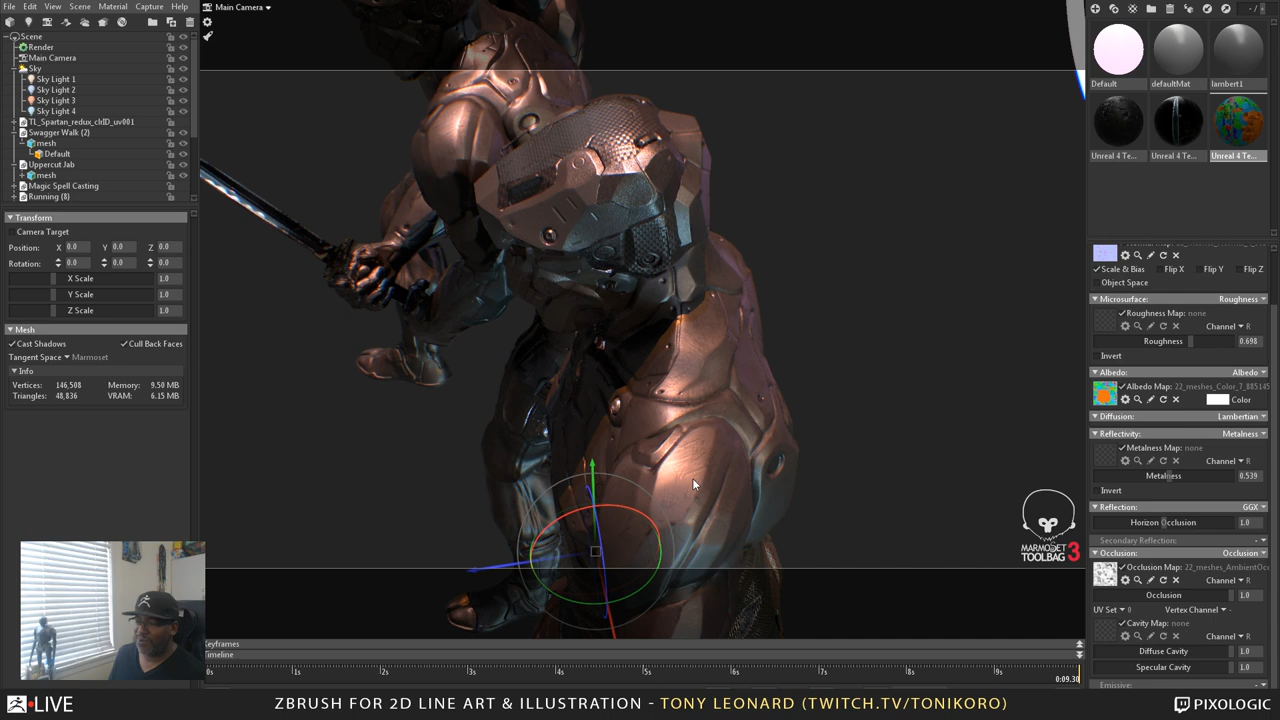 File Edit View Scene Material Capture Help
Main Camera
Scene
Render
Main Camera
Sky
Sky Light 1
Sky Light 2
Sky Light 3
Sky Light 4
TL_Spartan_redux_clrID_uv001
Swagger Walk (2)
mesh
Default
Uppercut Jab
mesh
Magic Spell Casting
Running (8)
Transform
Camera Target
Position: X 0.0 Y 0.0 Z 0.0
Rotation: 0.0 0.0 0.0
X Scale 1.0
Y Scale 1.0
Z Scale 1.0
Mesh
Cast Shadows Cull Back Faces
Tangent Space Marmoset
Info
Vertices: 146,508 Memory: 9.50 MB
Triangles: 48,836 VRAM: 6.15 MB
MARMOSET
TOOLBAG 3
Keyframes
Timeline
0s 1s 2s 3s 4s 5s 6s 7s 8s 9s
0:09.30
Default defaultMat lambert1
Unreal 4 Te... Unreal 4 Te... Unreal 4 Te...
Scale & Bias Flip X Flip Y Flip Z
Object Space
Microsurface: Roughness
Roughness Map: none
Channel R
Roughness 0.698
Invert
Albedo: Albedo
Albedo Map: 22_meshes_Color_7_885145
Color
Diffusion: Lambertian
Reflectivity: Metalness
Metalness Map: none
Channel R
Metalness 0.539
Invert
Reflection: GGX
Horizon Occlusion 1.0
Secondary Reflection: -
Occlusion: Occlusion
Occlusion Map: 22_meshes_AmbientOcc
Channel R
Occlusion 1.0
UV Set 0 Vertex Channel -
Cavity Map: none
Channel R
Diffuse Cavity 1.0
Specular Cavity 1.0
Emissive:
LIVE
ZBRUSH FOR 2D LINE ART & ILLUSTRATION - TONY LEONARD (TWITCH.TV/TONIKORO)
PIXOLOGIC